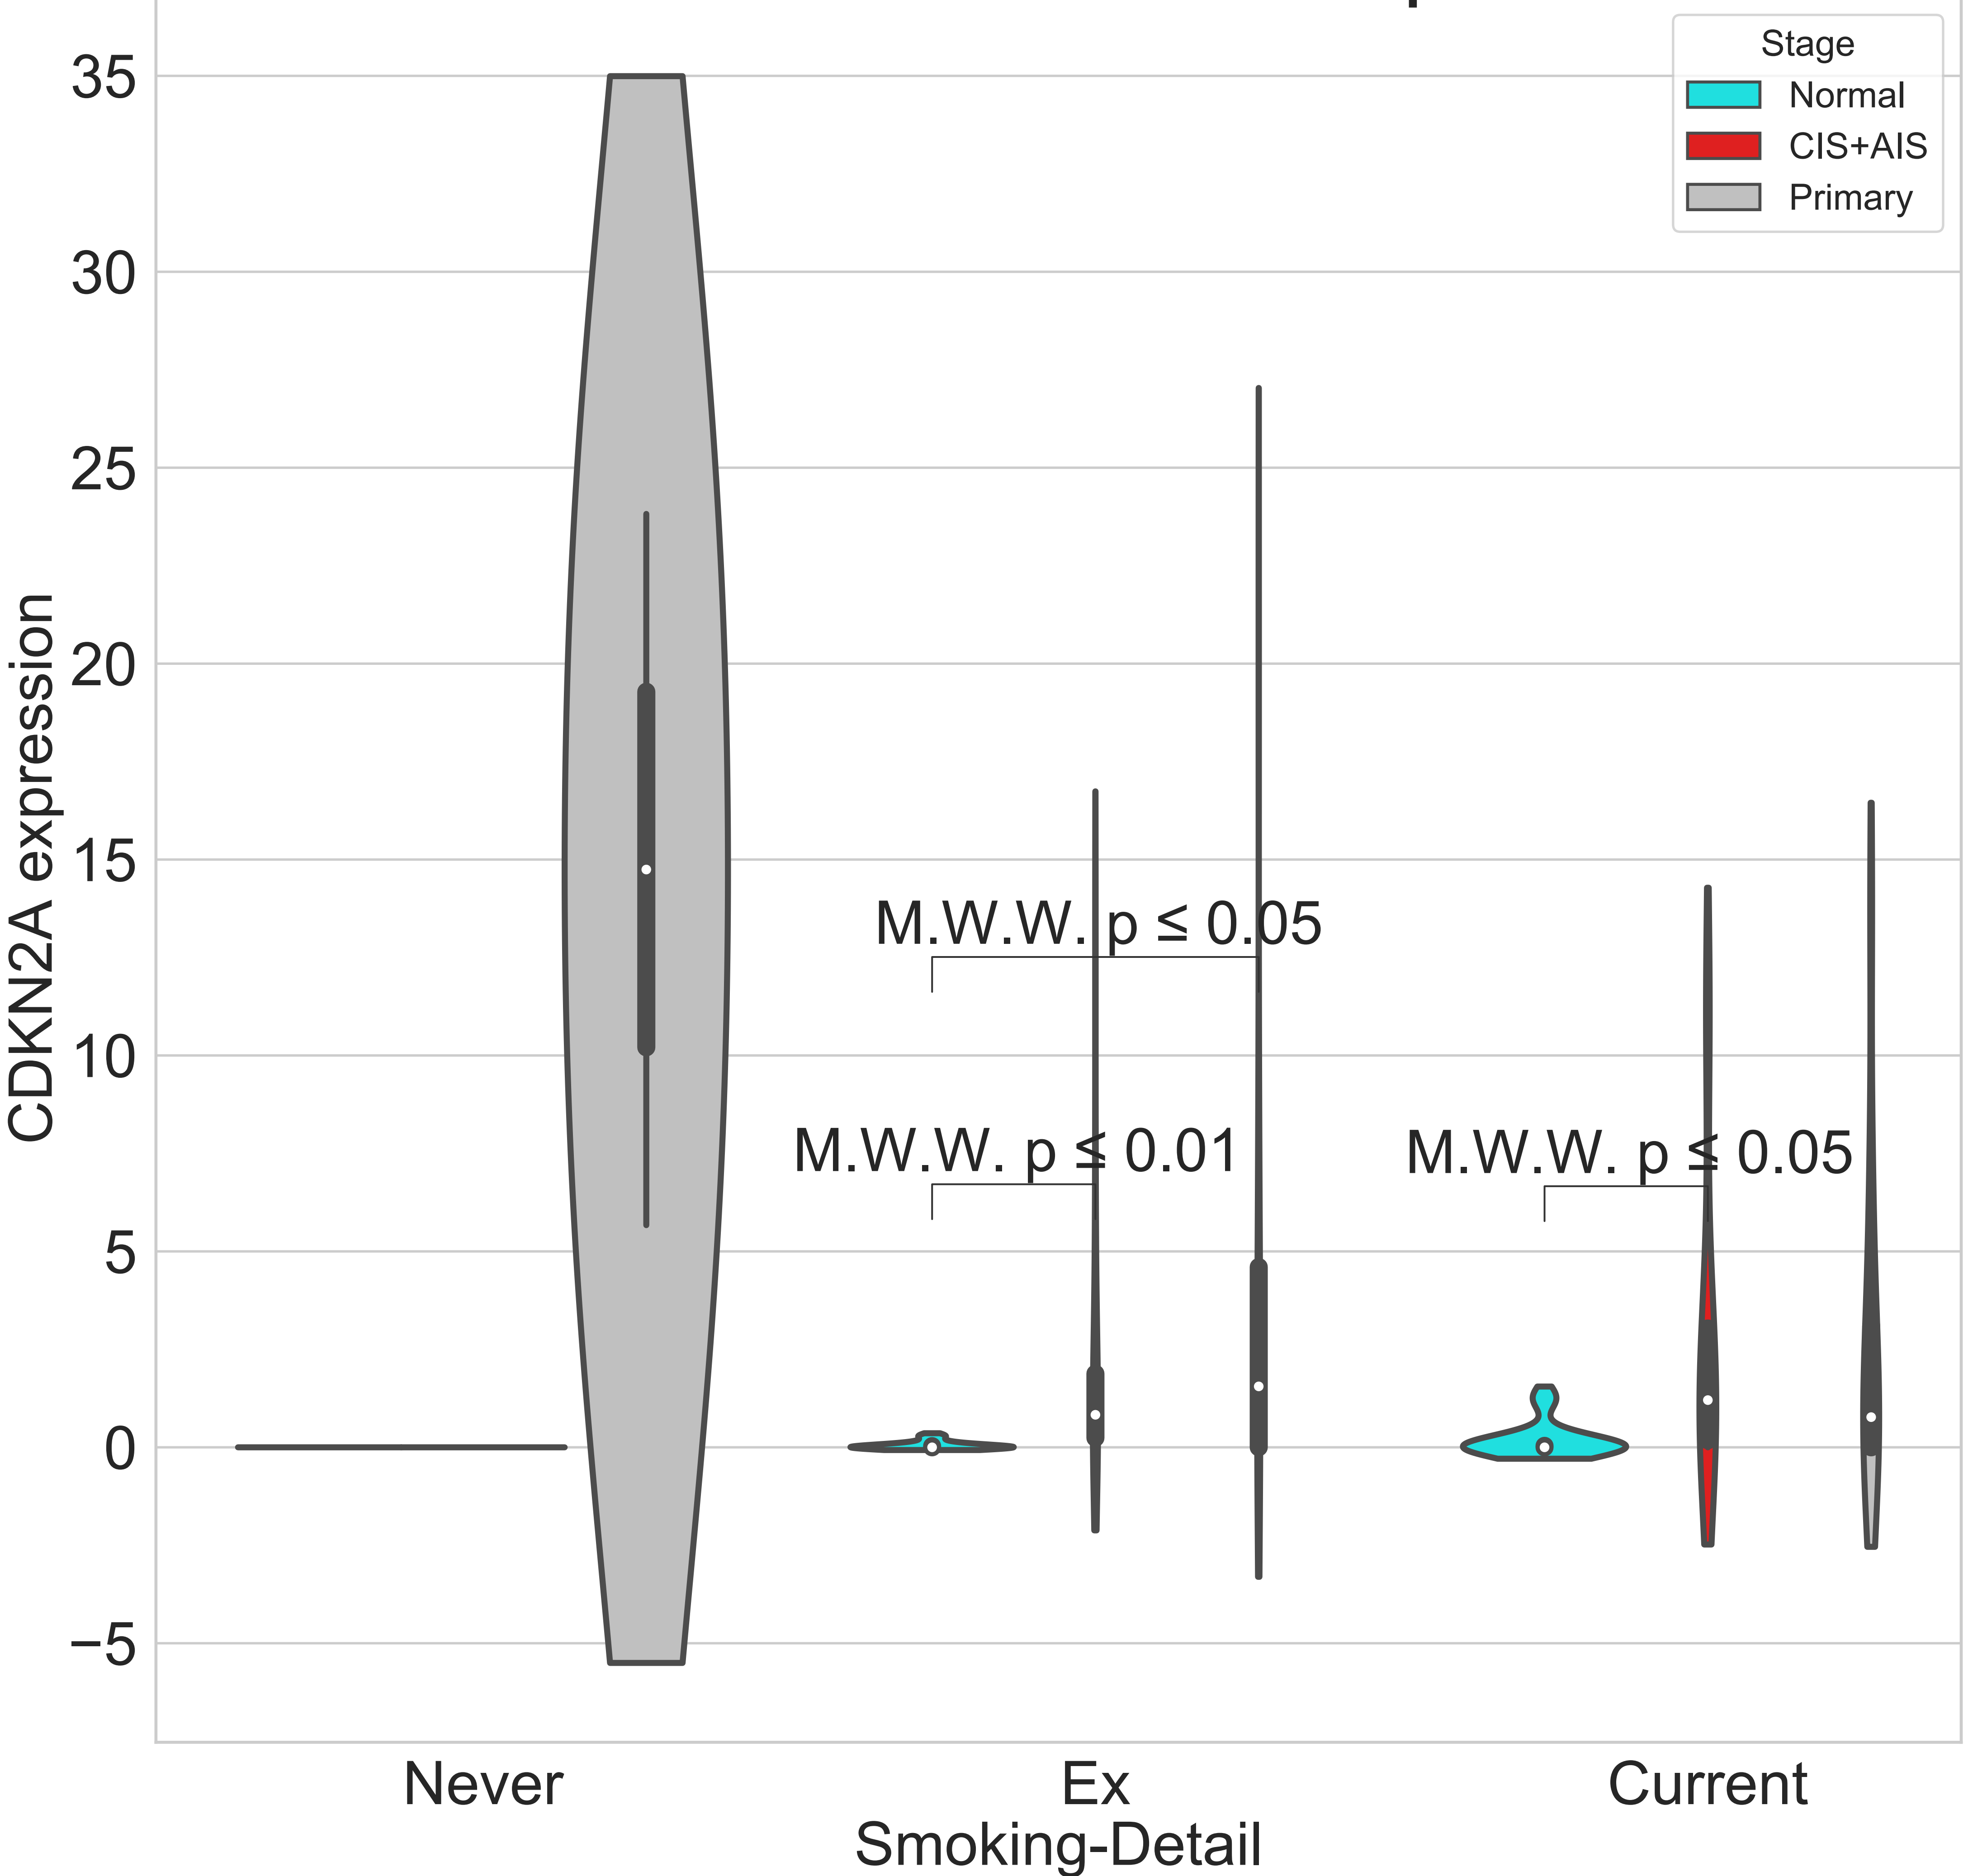 Stage
Normal
CIS+AIS
Primary
35
30
25
20
15
10
5
0
−5
CDKN2A expression
M.W.W. p ≤ 0.05
M.W.W. p ≤ 0.01
M.W.W. p ≤ 0.05
Never
Ex
Current
Smoking-Detail